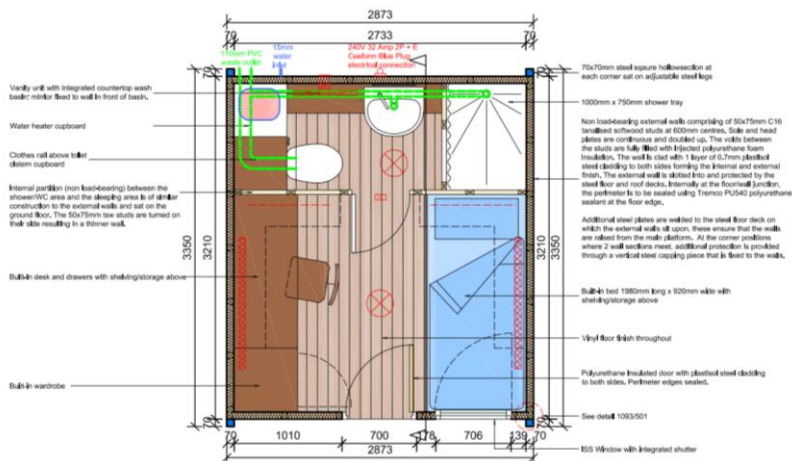 2873
70 2733 70
110mm PVC
waste outlet
15mm
water
inlet
240V 32 Amp 2P + E
Ceeform Blue Plug
electrical connection
Vanity unit with integrated countertop wash
basin; mirror fixed to wall in front of basin.
Water heater cupboard
Clothes rail above toilet
cistern cupboard
Internal partition (non load-bearing) between the
shower/WC area and the sleeping area is of similar
construction to the external walls and sat on the
ground floor. The 50x75mm tsw studs are turned on
their side resulting in a thinner wall.
Built-in desk and drawers with shelving/storage above
Built-in wardrobe
70
3350
3210
70
70
3210
3350
70
70x70mm steel sqaure hollowsection at
each corner sat on adjustable steel legs
1000mm x 750mm shower tray
Non load-bearing external walls comprising of 50x75mm C16
tanalised softwood studs at 600mm centres. Sole and head
plates are continuous and doubled up. The voids between
the studs are fully filled with injected polyurethane foam
insulation. The wall is clad with 1 layer of 0.7mm plastisol
steel cladding to both sides forming the internal and external
finish. The external wall is slotted into and protected by the
steel floor and roof decks. Internally at the floor/wall junction,
the perimeter is to be sealed using Tremco PU540 polyurethane
sealant at the floor edge.
Additional steel plates are welded to the steel floor deck on
which the external walls sit upon, these ensure that the walls
are raised from the main platform. At the corner positions
where 2 wall sections meet, additional protection is provided
through a vertical steel capping piece that is fixed to the walls.
Built-in bed 1980mm long x 920mm wide with
shelving/storage above
Vinyl floor finish throughout
Polyurethane insulated door with plastisol steel cladding
to both sides. Perimeter edges sealed.
See detail 1093/501
ISS Window with integrated shutter
70 1010 700 178 706 139 70
2873